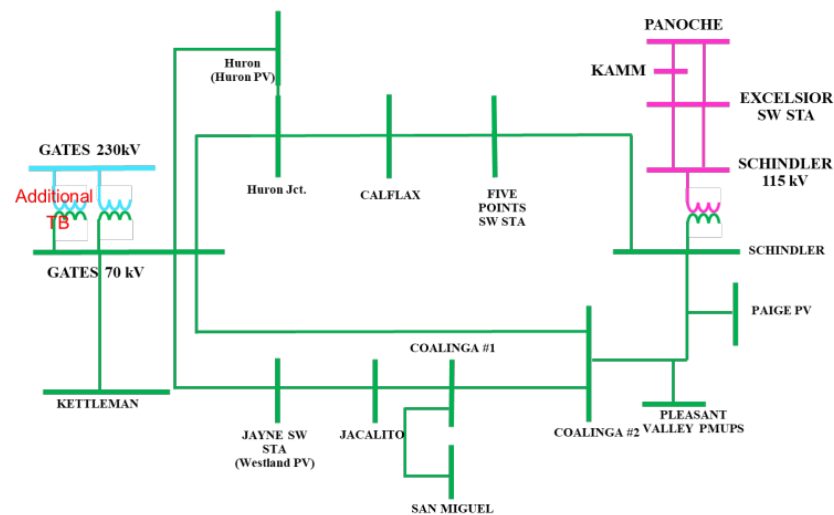 PANOCHE
Huron
(Huron PV)
KAMM
EXCELSIOR
SW STA
GATES 230kV
SCHINDLER
115 kV
Huron Jct.
CALFLAX
FIVE
POINTS
SW STA
Additional
TB
GATES 70 kV
SCHINDLER
PAIGE PV
COALINGA #1
KETTLEMAN
JAYNE SW
STA
(Westland PV)
JACALITO
COALINGA #2
PLEASANT
VALLEY PMUPS
SAN MIGUEL